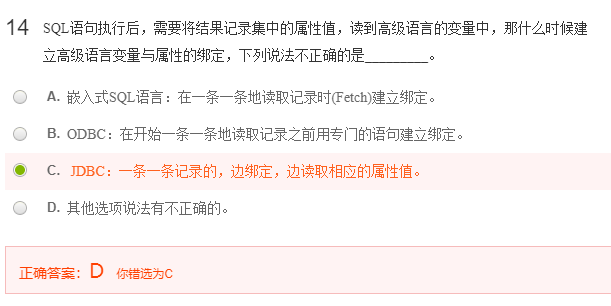 14 SQL语句执行后，需要将结果记录集中的属性值，读到高级语言的变量中，那什么时候建
立高级语言变量与属性的绑定，下列说法不正确的是_________。
A. 嵌入式SQL语言：在一条一条地读取记录时(Fetch)建立绑定。
B. ODBC：在开始一条一条地读取记录之前用专门的语句建立绑定。
C. JDBC：一条一条记录的，边绑定，边读取相应的属性值。
D. 其他选项说法有不正确的。
正确答案：D 你错选为C